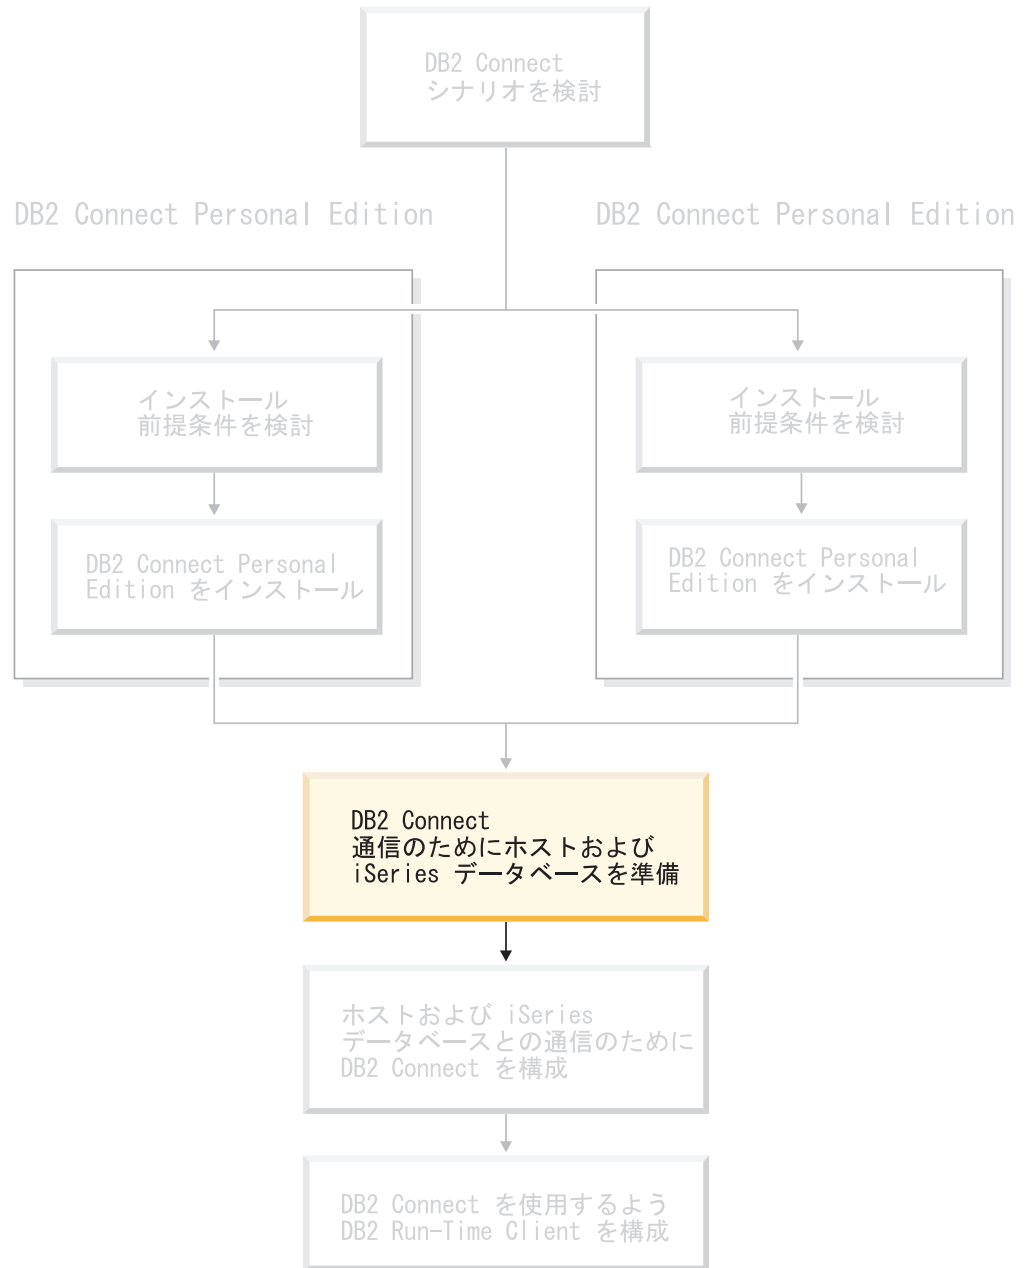 DB2 Connect
シナリオを検討
DB2 Connect Personal Edition
DB2 Connect Personal Edition
インストール
前提条件を検討
DB2 Connect Personal
Edition をインストール
インストール
前提条件を検討
DB2 Connect Personal
Edition をインストール
DB2 Connect
通信のためにホストおよび
iSeries データベースを準備
ホストおよび iSeries
データベースとの通信のために
DB2 Connect を構成
DB2 Connect を使用するよう
DB2 Run-Time Client を構成